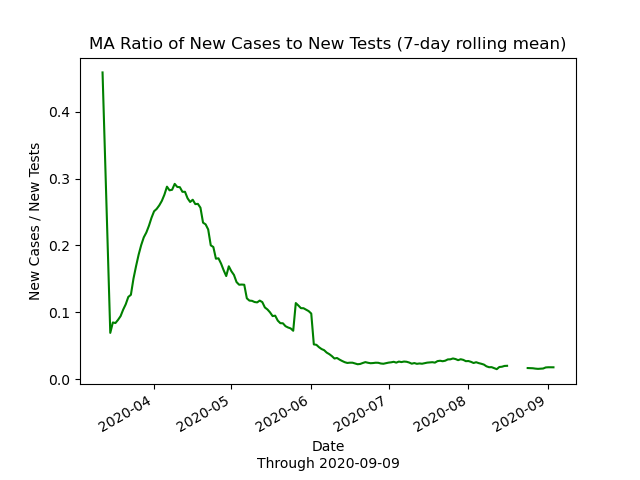 MA Ratio of New Cases to New Tests (7-day rolling mean)
New Cases / New Tests
0.4
0.3
0.2
0.1
0.0
2020-04
2020-05
2020-06
2020-07
2020-08
2020-09
Date
Through 2020-09-09